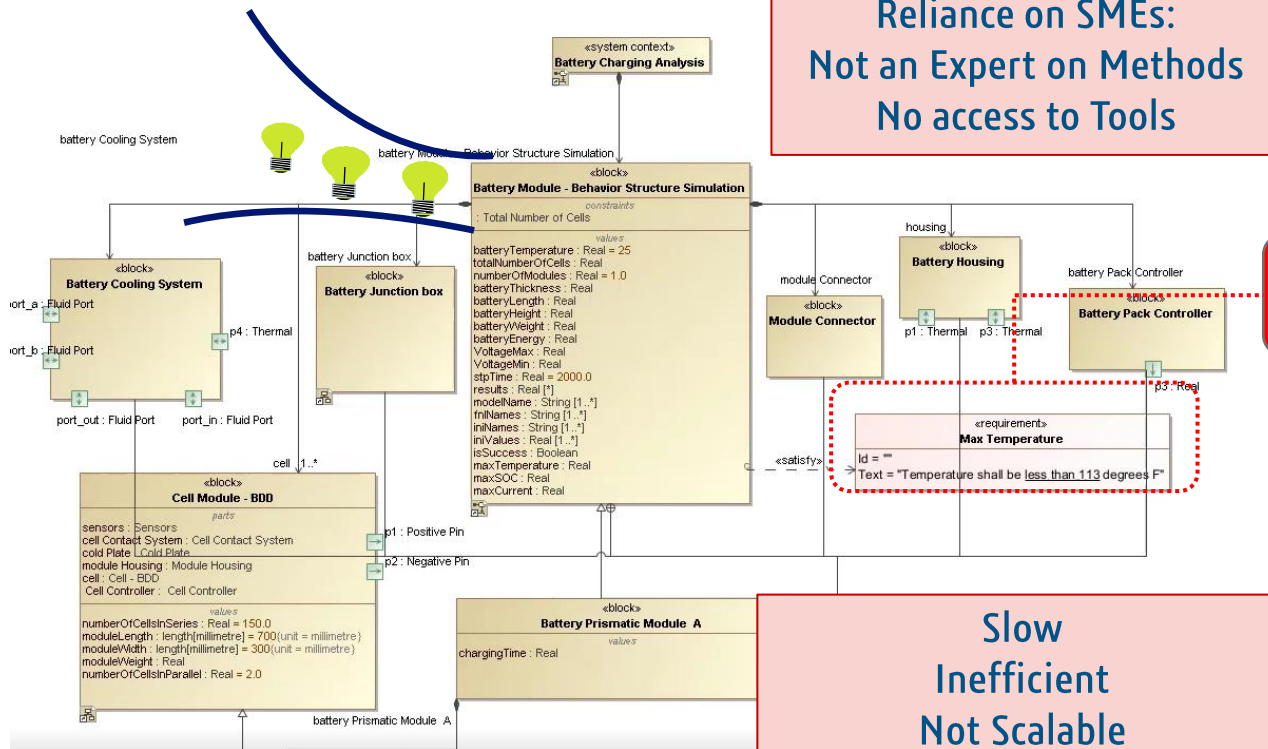 Reliance on SMEs:
Not an Expert on Methods
No access to Tools
«system context»
Battery Charging Analysis
battery Cooling System
battery Module - Behavior Structure Simulation
«block»
Battery Module - Behavior Structure Simulation
constraints
: Total Number of Cells
values
batteryTemperature : Real = 25
totalNumberOfCells : Real
numberOfModules : Real = 1.0
batteryThickness : Real
batteryLength : Real
batteryHeight : Real
batteryWeight : Real
batteryEnergy : Real
VoltageMax : Real
VoltageMin : Real
stpTime : Real = 2000.0
results : Real [*]
modelName : String [1..*]
fnlNames : String [1..*]
iniNames : String [1..*]
iniValues : Real [1..*]
isSuccess : Boolean
maxTemperature : Real
maxSOC : Real
maxCurrent : Real
«block»
Battery Cooling System
ort_a : Fluid Port
ort_b : Fluid Port
p4 : Thermal
port_out : Fluid Port
port_in : Fluid Port
battery Junction box
«block»
Battery Junction box
module Connector
«block»
Module Connector
housing
«block»
Battery Housing
p1 : Thermal
p3 : Thermal
battery Pack Controller
«block»
Battery Pack Controller
p3 : Real
«satisfy»
«requirement»
Max Temperature
Id = ""
Text = "Temperature shall be less than 113 degrees F"
cell 1..*
«block»
Cell Module - BDD
parts
sensors : Sensors
cell Contact System : Cell Contact System
cold Plate : Cold Plate
module Housing : Module Housing
cell : Cell - BDD
Cell Controller : Cell Controller
values
numberOfCellsInSeries : Real = 150.0
moduleLength : length[millimetre] = 700{unit = millimetre}
moduleWidth : length[millimetre] = 300{unit = millimetre}
moduleWeight : Real
numberOfCellsInParallel : Real = 2.0
p1 : Positive Pin
p2 : Negative Pin
«block»
Battery Prismatic Module A
values
chargingTime : Real
battery Prismatic Module A
Slow
Inefficient
Not Scalable